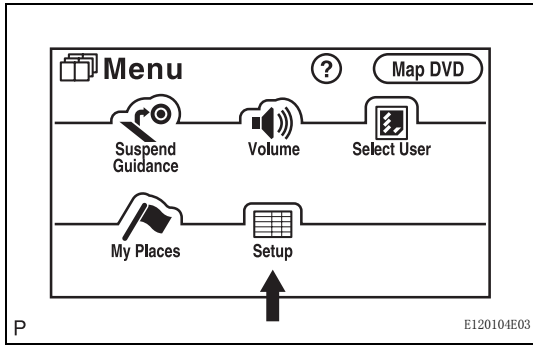 Menu
?
Map DVD
Suspend
Guidance
Volume
Select User
My Places
Setup
P
E120104E03